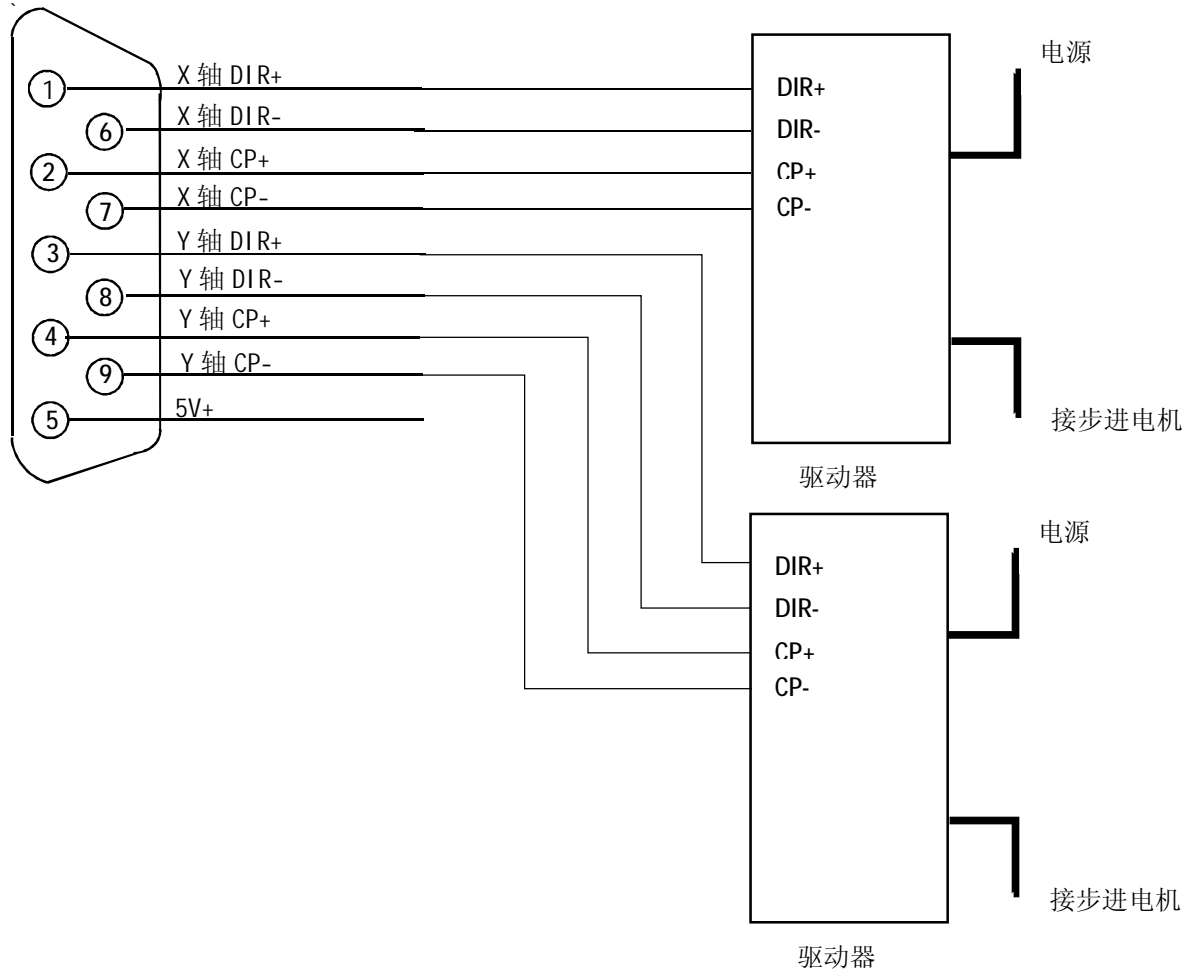 1
X 轴 DIR+
6
X 轴 DIR-
2
X 轴 CP+
7
X 轴 CP-
3
Y 轴 DIR+
8
Y 轴 DIR-
4
Y 轴 CP+
9
Y 轴 CP-
5
5V+
DIR+
DIR-
CP+
CP-
电源
接步进电机
驱动器
DIR+
DIR-
CP+
CP-
电源
接步进电机
驱动器